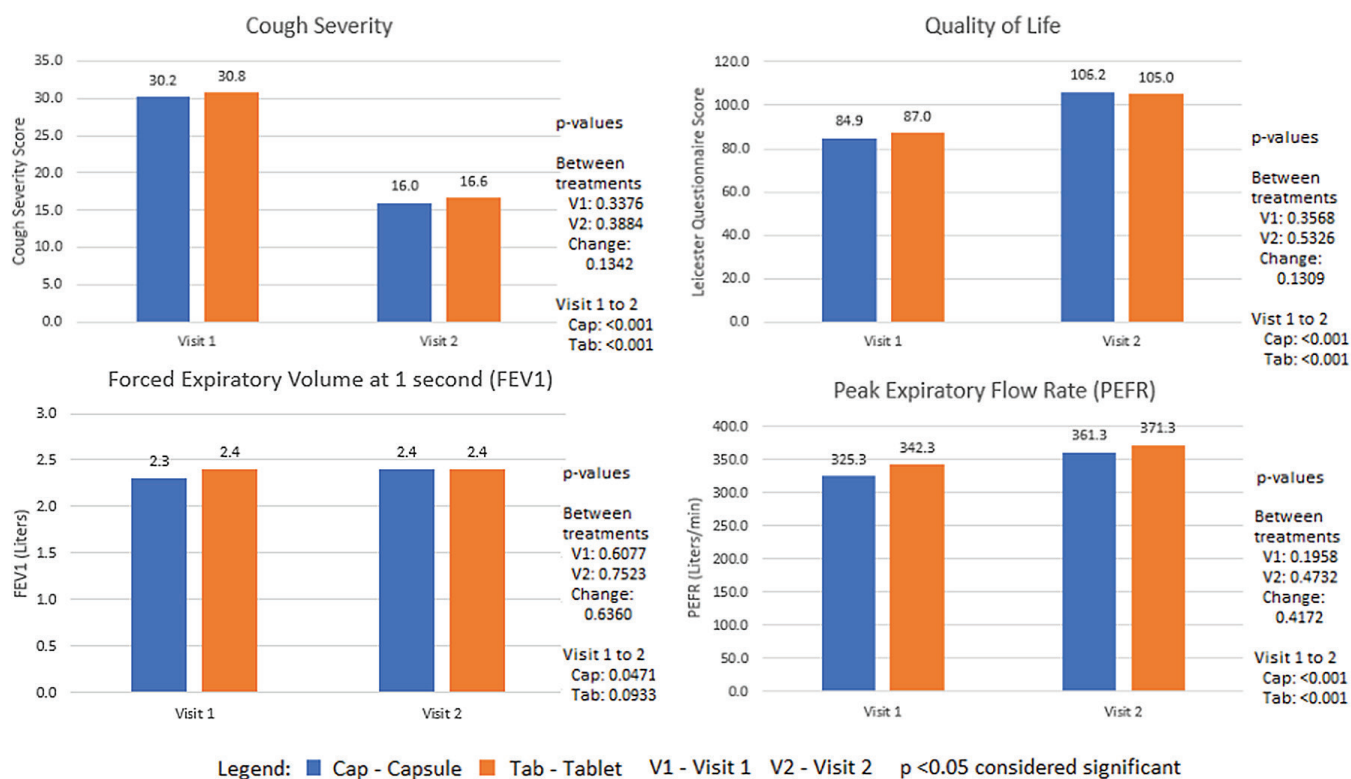 Cough Severity
35.0
30.0
25.0
20.0
15.0
10.0
5.0
0.0
Cough Severity Score
30.2
30.8
16.0
16.6
Visit 1
Visit 2
p-values
Between
treatments
V1: 0.3376
V2: 0.3884
Change:
0.1342
Visit 1 to 2
Cap: <0.001
Tab: <0.001
Quality of Life
120.0
100.0
80.0
60.0
40.0
20.0
0.0
Leicester Questionnaire Score
84.9
87.0
106.2
105.0
Visit 1
Visit 2
p-values
Between
treatments
V1: 0.3568
V2: 0.5326
Change:
0.1309
Vist 1 to 2
Cap: <0.001
Tab: <0.001
Forced Expiratory Volume at 1 second (FEV1)
3.0
2.5
2.0
1.5
1.0
0.5
0.0
FEV1 (Liters)
2.3
2.4
2.4
2.4
Visit 1
Visit 2
p-values
Between
treatments
V1: 0.6077
V2: 0.7523
Change:
0.6360
Visit 1 to 2
Cap: 0.0471
Tab: 0.0933
Peak Expiratory Flow Rate (PEFR)
400.0
350.0
300.0
250.0
200.0
150.0
100.0
50.0
0.0
PEFR (Liters/min)
325.3
342.3
361.3
371.3
Visit 1
Visit 2
p-values
Between
treatments
V1: 0.1958
V2: 0.4732
Change:
0.4172
Visit 1 to 2
Cap: <0.001
Tab: <0.001
Legend: Cap - Capsule Tab - Tablet V1 - Visit 1 V2 - Visit 2 p <0.05 considered significant